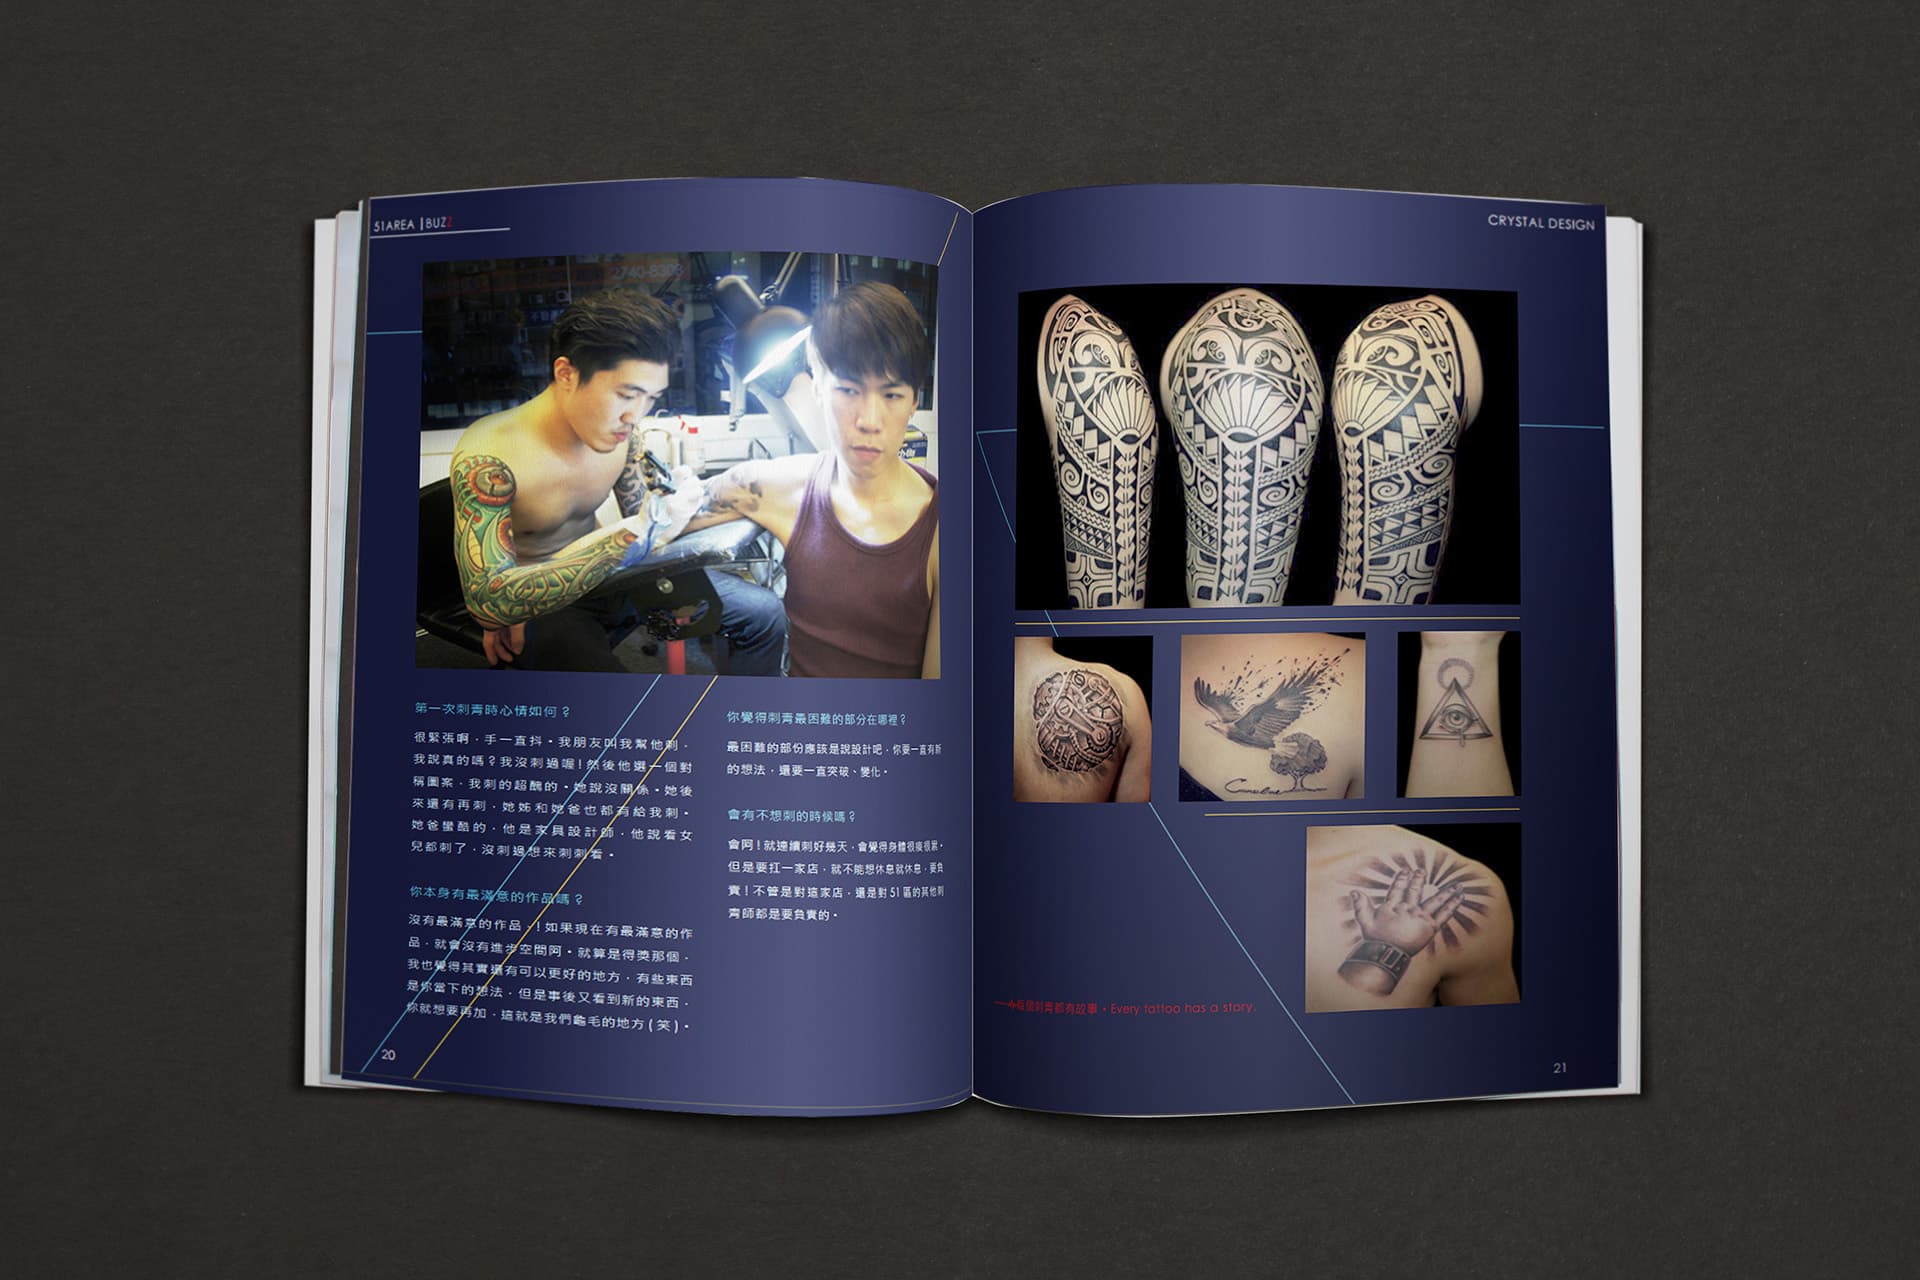 51AREA | BUZZ
2740-8308
第一次刺青時心情如何？
很緊張啊，手一直抖。我朋友叫我幫他刺，
我說真的嗎？我沒刺過喔！然後他選一個對
稱圖案，我刺的超醜的。她說沒關係。她後
來還有再刺，她姊和她爸也都有給我刺。
她爸蠻酷的，他是家具設計師，他說看女
兒都刺了，沒刺過想來刺刺看。
你本身有最滿意的作品嗎？
沒有最滿意的作品，！如果現在有最滿意的作
品，就會沒有進步空間阿。就算是得獎那個，
我也覺得其實還有可以更好的地方，有些東西
是你當下的想法，但是事後又看到新的東西，
你就想要再加，這就是我們龜毛的地方(笑)。
20
你覺得刺青最困難的部分在哪裡？
最困難的部份應該是說設計吧，你要一直有新
的想法，還要一直突破、變化。
會有不想刺的時候嗎？
會阿！就連續刺好幾天，會覺得身體很痠很累。
但是要扛一家店，就不能想休息就休息，要負
責！不管是對這家店，還是對51區的其他刺
青師都是要負責的。
CRYSTAL DESIGN
Caroline
每個刺青都有故事。Every tattoo has a story.
21